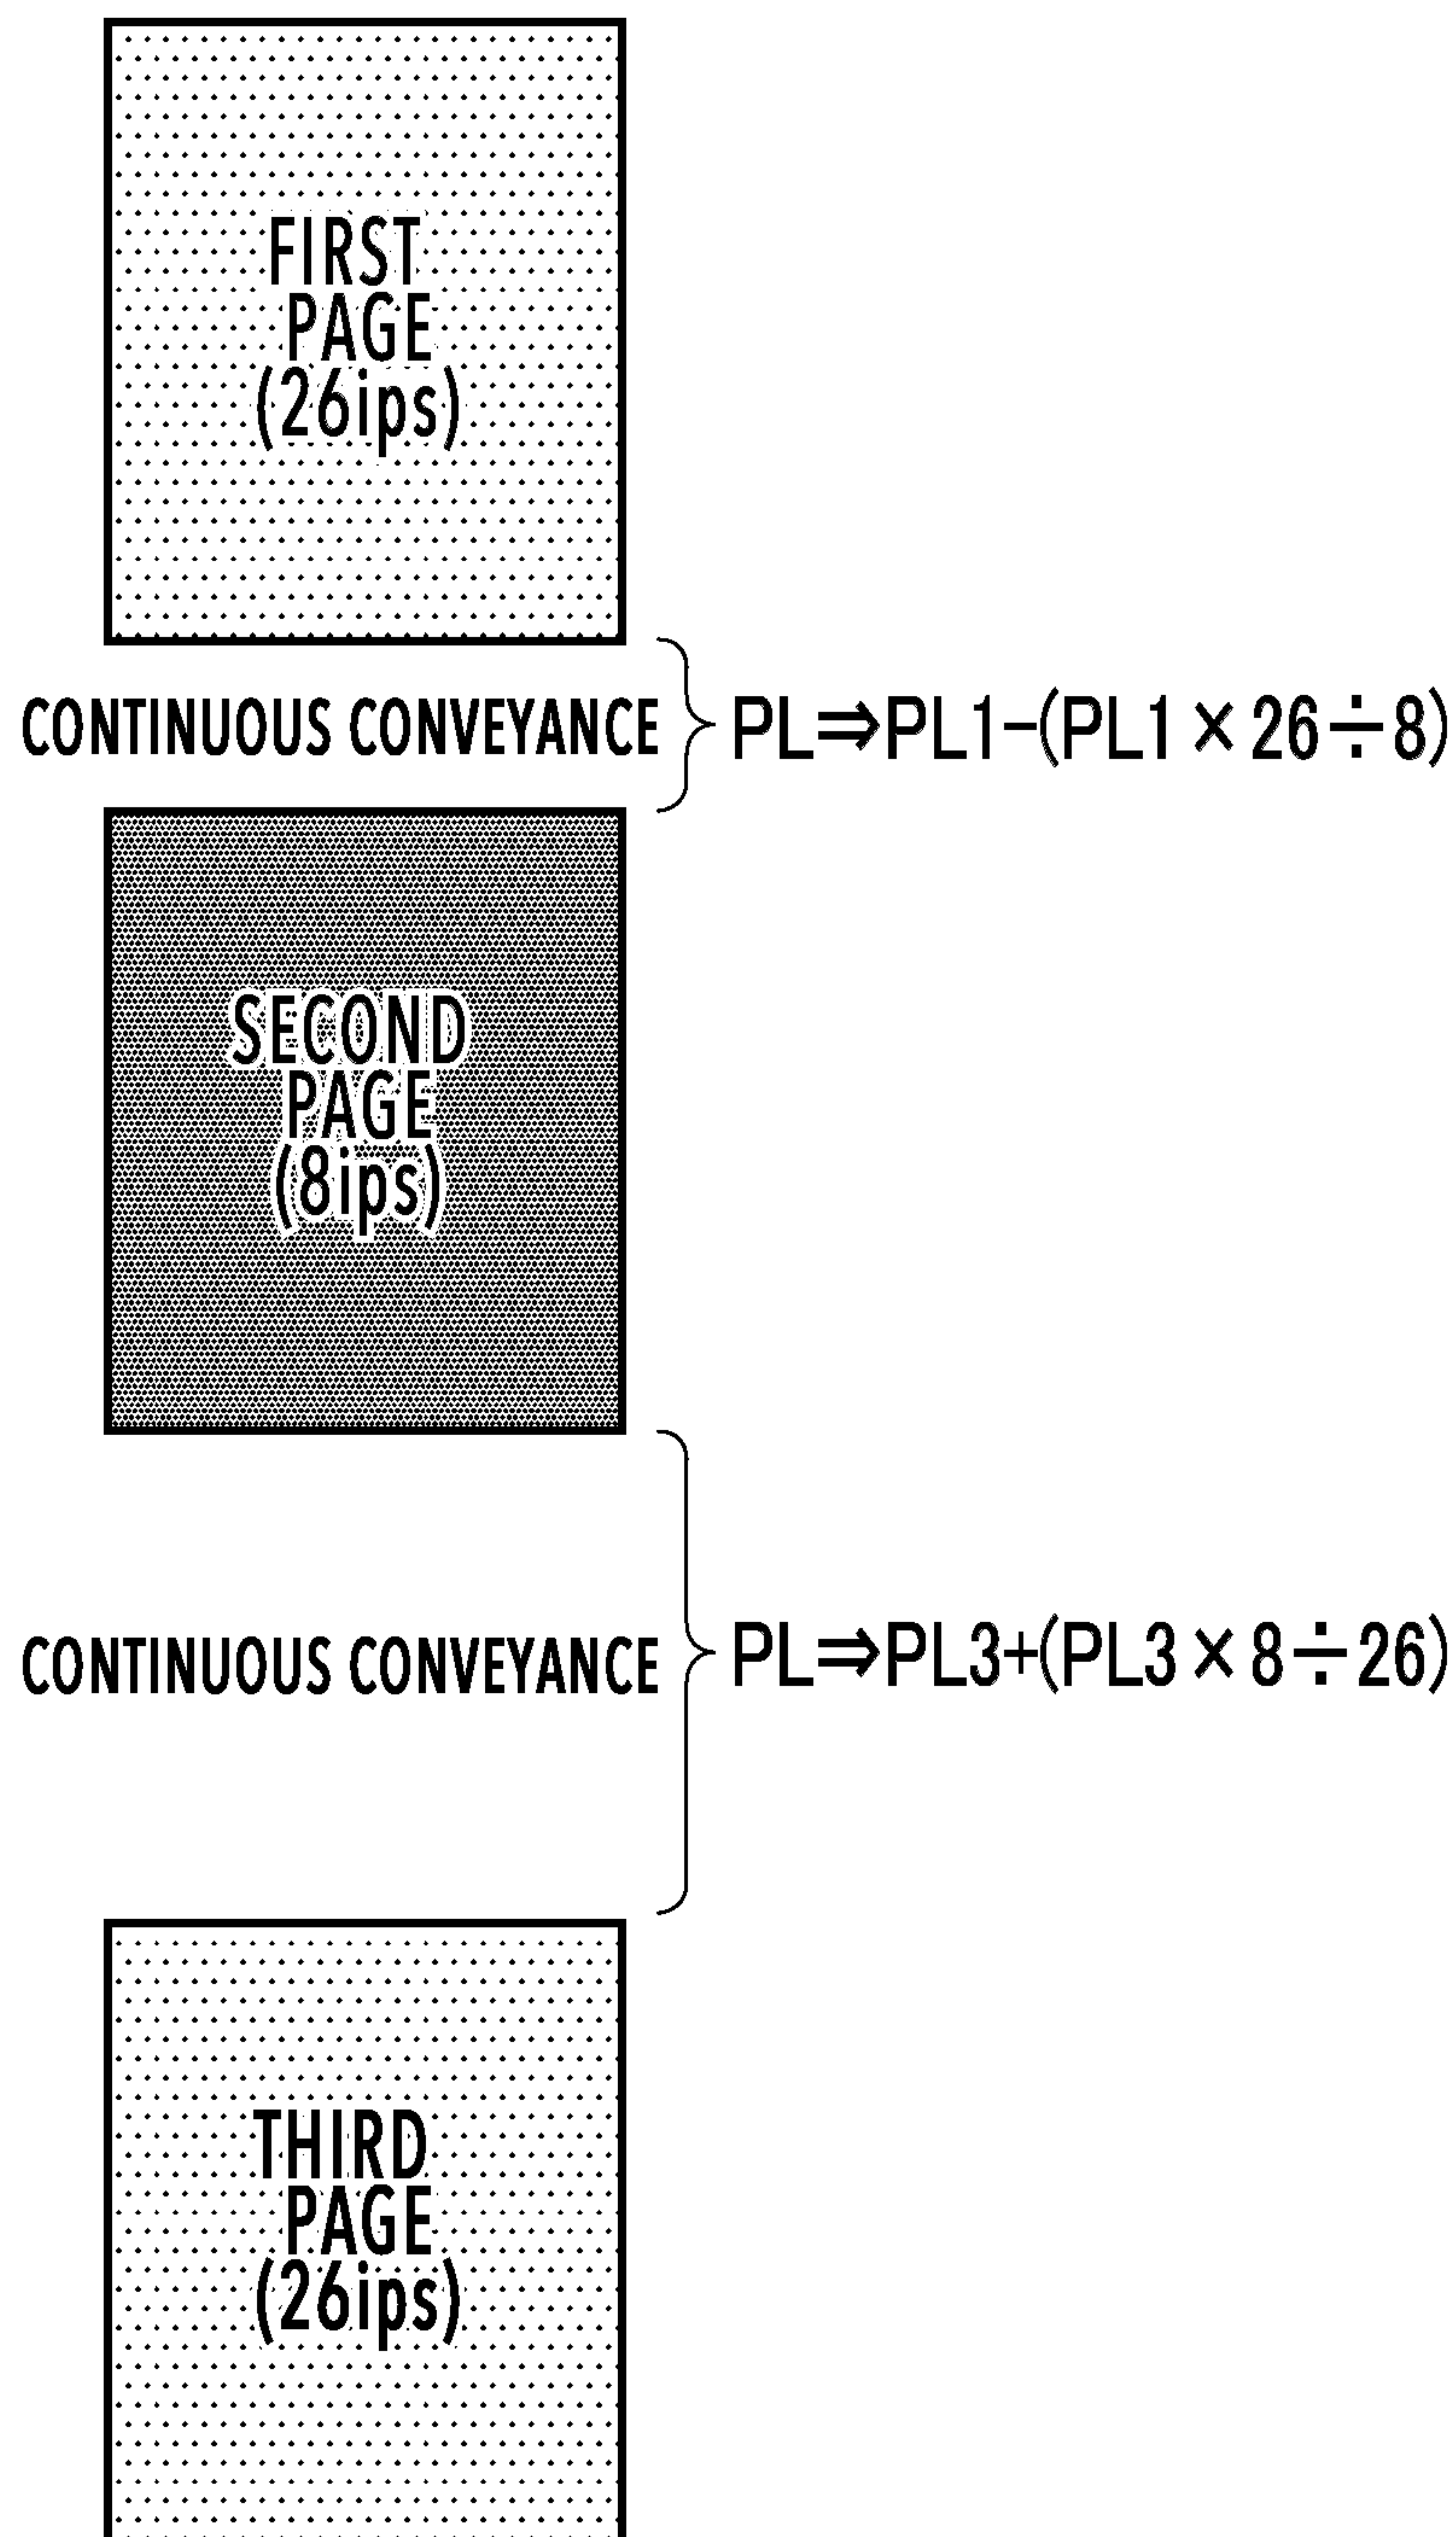 FIRST
PAGE
(26ips)
CONTINUOUS CONVEYANCE
PL⇒PL1−(PL1×26÷8)
SECOND
PAGE
(8ips)
CONTINUOUS CONVEYANCE
PL⇒PL3+(PL3×8÷26)
THIRD
PAGE
(26ips)